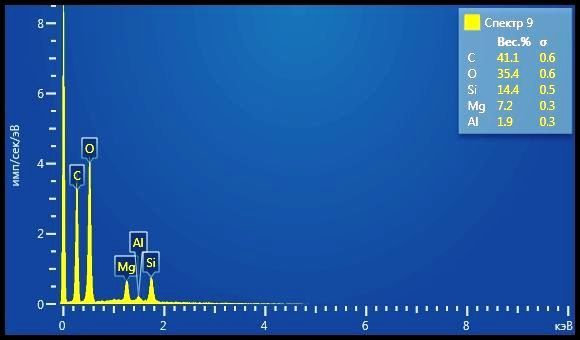 Спектр 9
Вес.% σ
C 41.1 0.6
O 35.4 0.6
Si 14.4 0.5
Mg 7.2 0.3
Al 1.9 0.3
имп/сек/эВ
8
6
4
2
0
O
C
Al
Mg
Si
0 2 4 6 8 кэВ